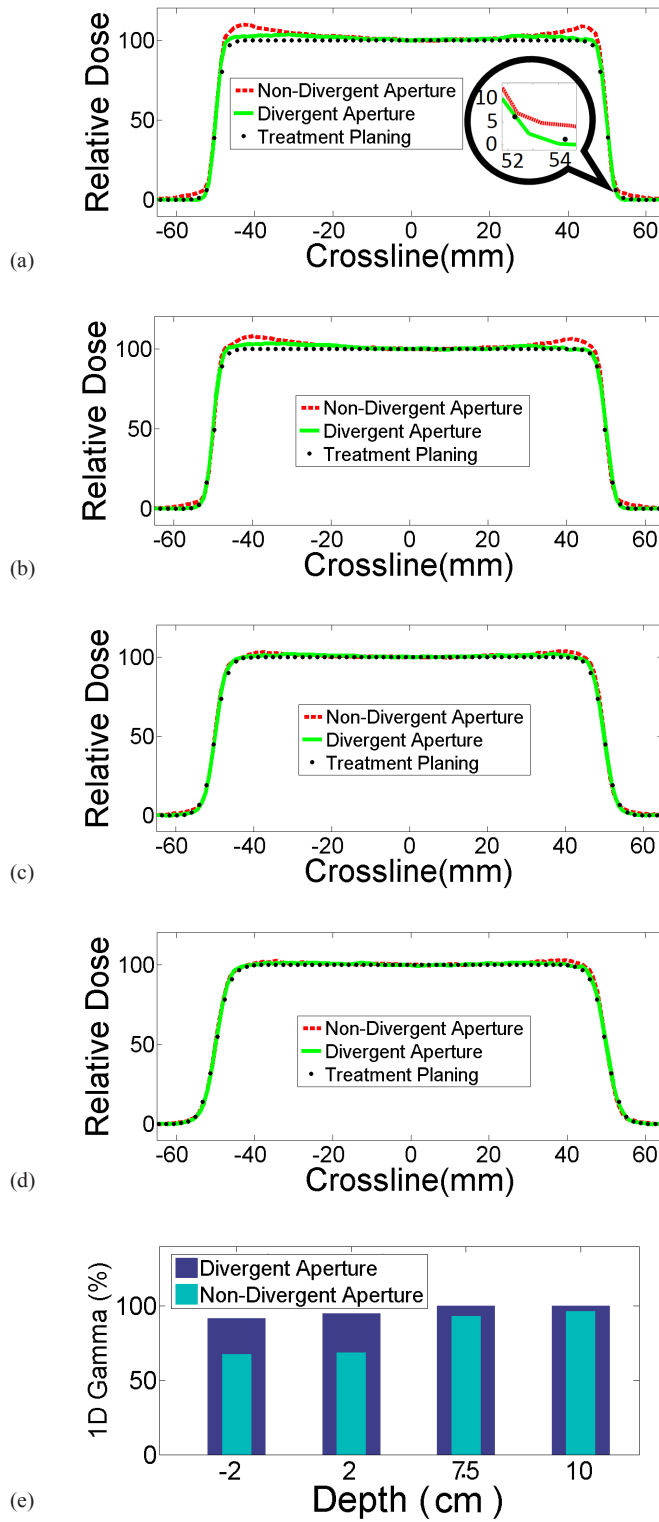 100
50
0
Relative Dose
Non-Divergent Aperture
Divergent Aperture
Treatment Planing
10
5
0
52 54
-60 -40 -20 0 20 40 60
Crossline(mm)
(a)
100
50
0
Relative Dose
Non-Divergent Aperture
Divergent Aperture
Treatment Planing
-60 -40 -20 0 20 40 60
Crossline(mm)
(b)
100
50
0
Relative Dose
Non-Divergent Aperture
Divergent Aperture
Treatment Planing
-60 -40 -20 0 20 40 60
Crossline(mm)
(c)
100
50
0
Relative Dose
Non-Divergent Aperture
Divergent Aperture
Treatment Planing
-60 -40 -20 0 20 40 60
Crossline(mm)
(d)
Divergent Aperture
Non-Divergent Aperture
100
50
0
1D Gamma (%)
-2 2 7.5 10
Depth (cm)
(e)